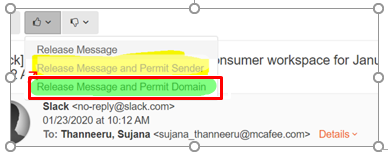 Release Message
ck] Release Message and Permit Sender onsumer workspace for Janu
Release Message and Permit Domain
Slack <no-reply@slack.com>
01/23/2020 at 10:12 AM
To: Thanneeru, Sujana <sujana_thanneeru@mcafee.com> Details